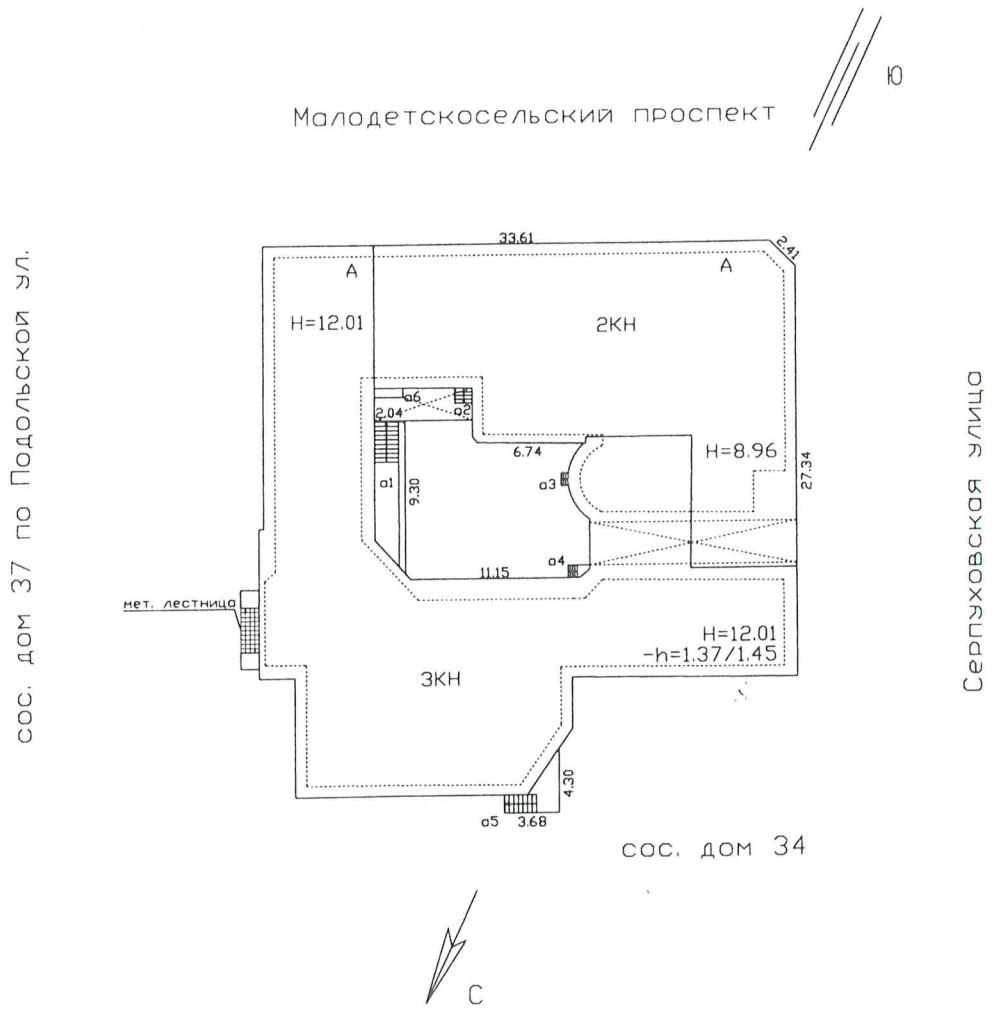 Ю
Малодетскосельский проспект
33.61
2.41
А
А
Н=12.01
2КН
сос. дом 37 по Подольской ул.
Серпуховская улица
а6
2.04
а2
6.74
Н=8.96
27.34
а1
9.30
а3
а4
11.15
мет. лестница
Н=12.01
-h=1.37/1.45
3КН
4.30
а5
3.68
сос. дом 34
С